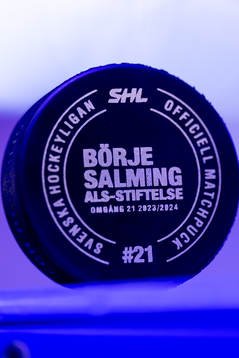 SHL
SVENSKA HOCKEYLIGAN
OFFICIELL MATCHPUCK
BÖRJE
SALMING
ALS-STIFTELSE
OMGÅNG 21 2023/2024
#21